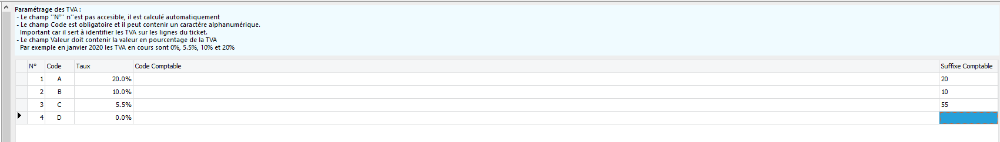 Paramétrage des TVA :
- Le champ "N°" n"est pas accesible, il est calculé automatiquement
- Le champ Code est obligatoire et il peut contenir un caractère alphanumérique.
Important car il sert à identifier les TVA sur les lignes du ticket.
- Le champ Valeur doit contenir la valeur en pourcentage de la TVA
Par exemple en janvier 2020 les TVA en cours sont 0%, 5.5%, 10% et 20%
N° Code Taux Code Comptable Suffixe Comptable
1 A 20.0% 20
2 B 10.0% 10
3 C 5.5% 55
4 D 0.0%